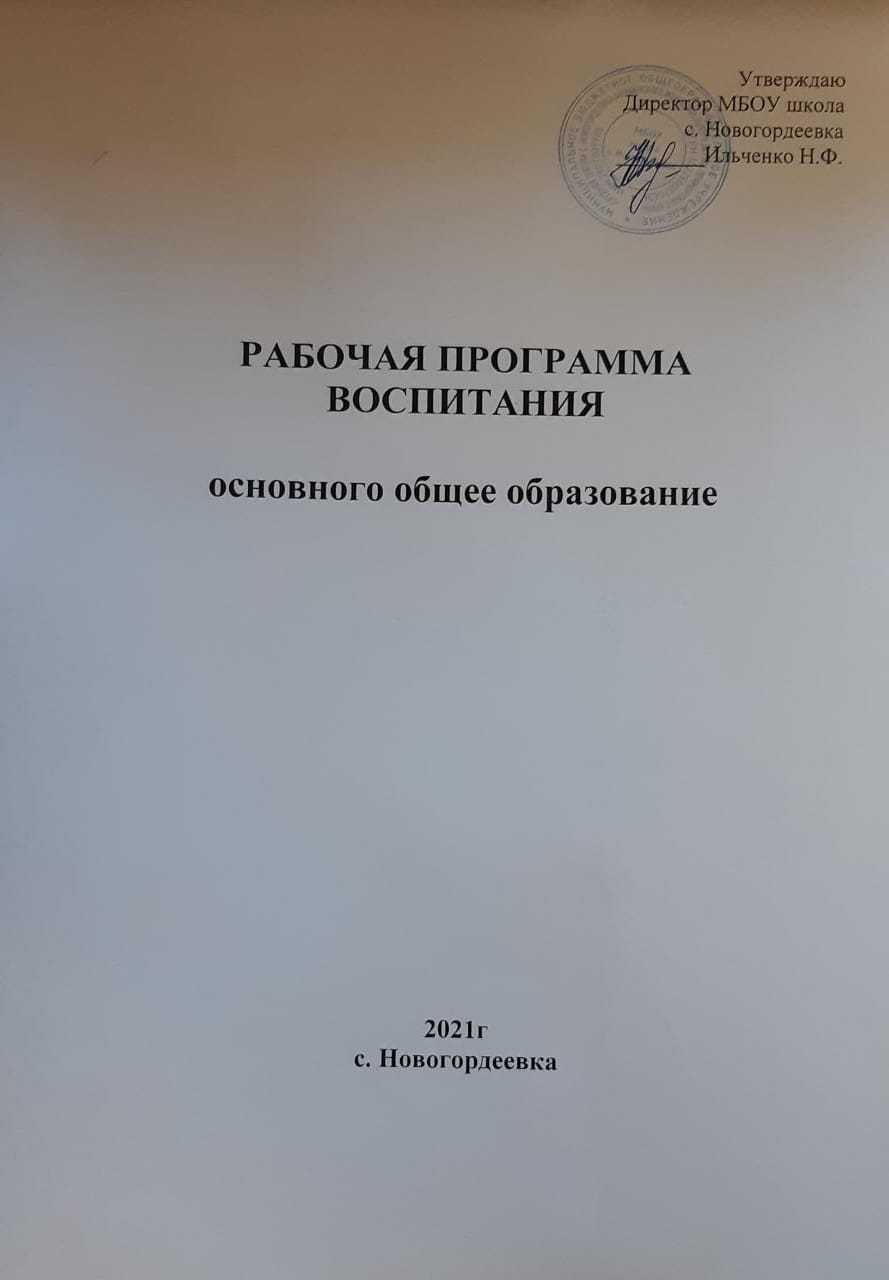 Утверждаю
Директор МБОУ школа
с. Новогордеевка
Ильченко Н.Ф.
РАБОЧАЯ ПРОГРАММА
ВОСПИТАНИЯ
основного общее образование
2021г
с. Новогордеевка